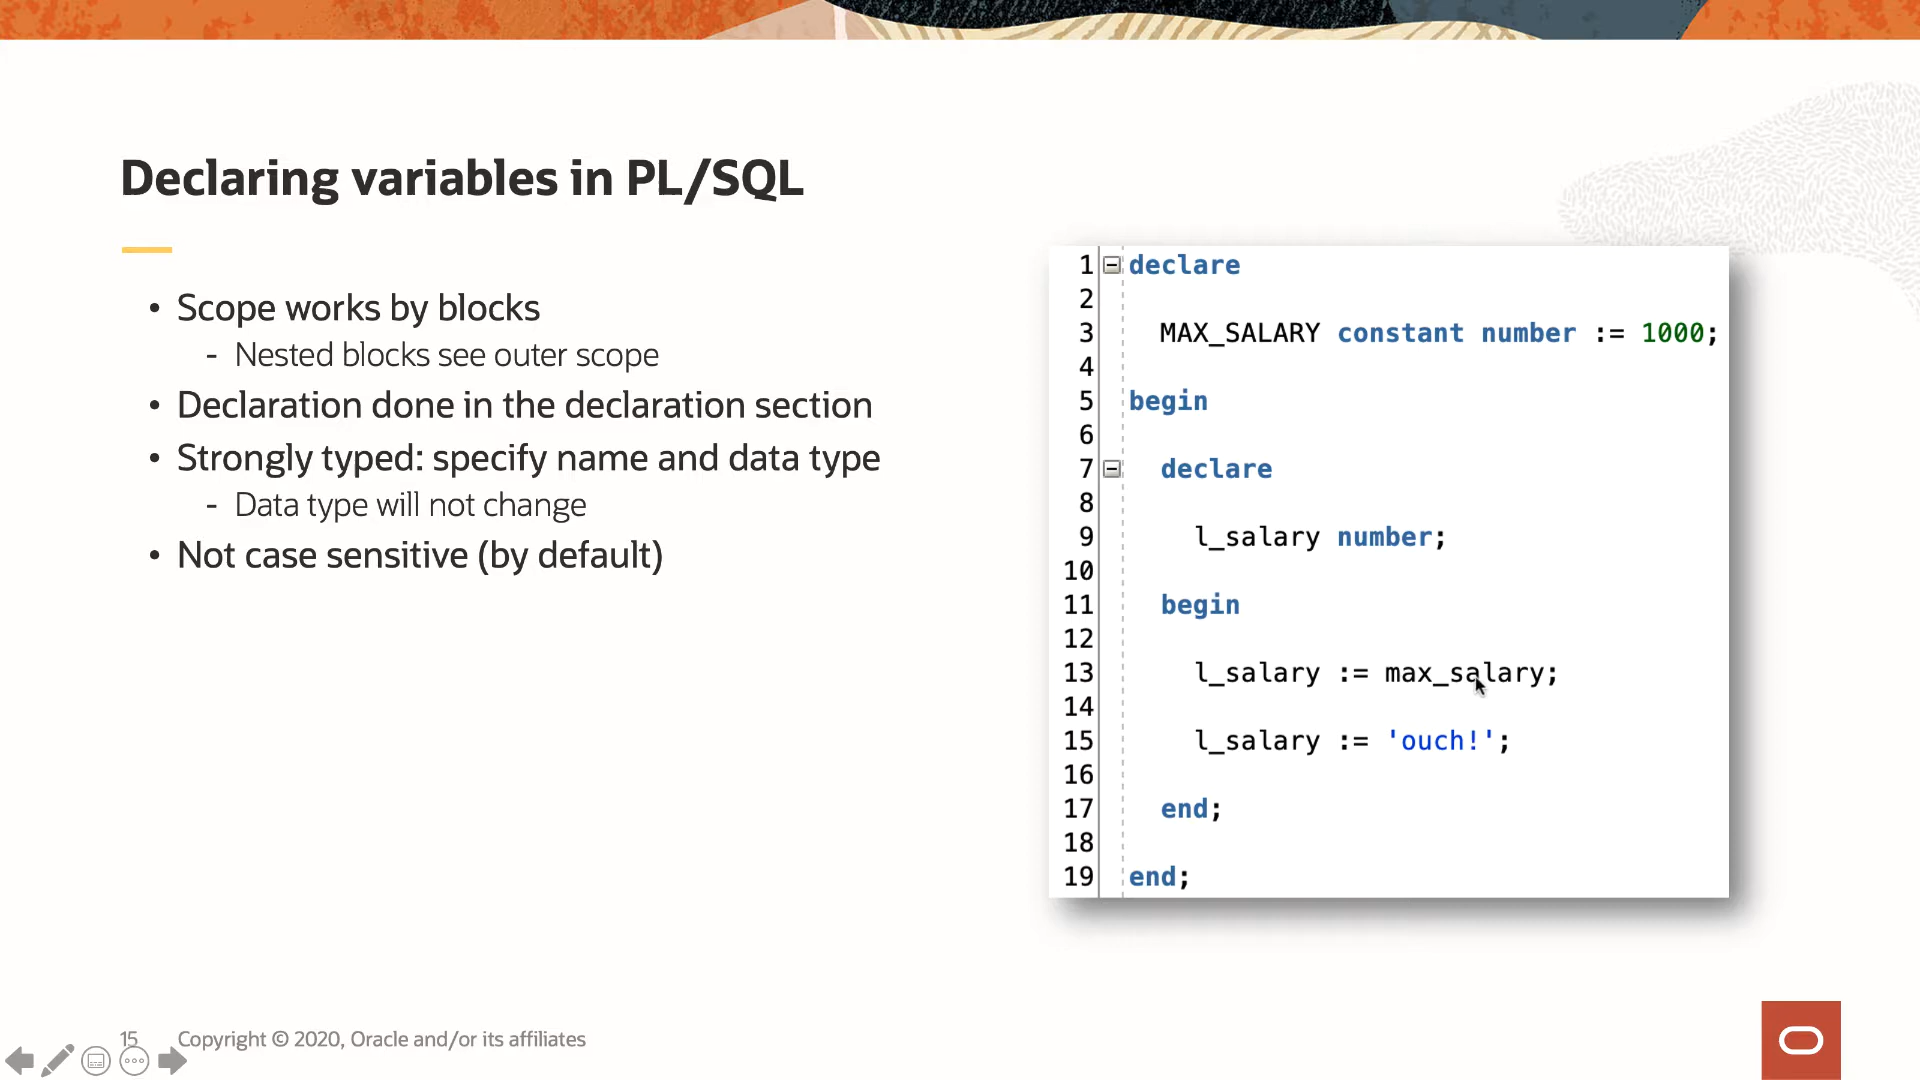 Declaring variables in PL/SQL
• Scope works by blocks
- Nested blocks see outer scope
• Declaration done in the declaration section
• Strongly typed: specify name and data type
- Data type will not change
• Not case sensitive (by default)
1 declare
2
3 MAX_SALARY constant number := 1000;
4
5 begin
6
7 declare
8
9 l_salary number;
10
11 begin
12
13 l_salary := max_salary;
14
15 l_salary := 'ouch!';
16
17 end;
18
19 end;
15 Copyright © 2020, Oracle and/or its affiliates